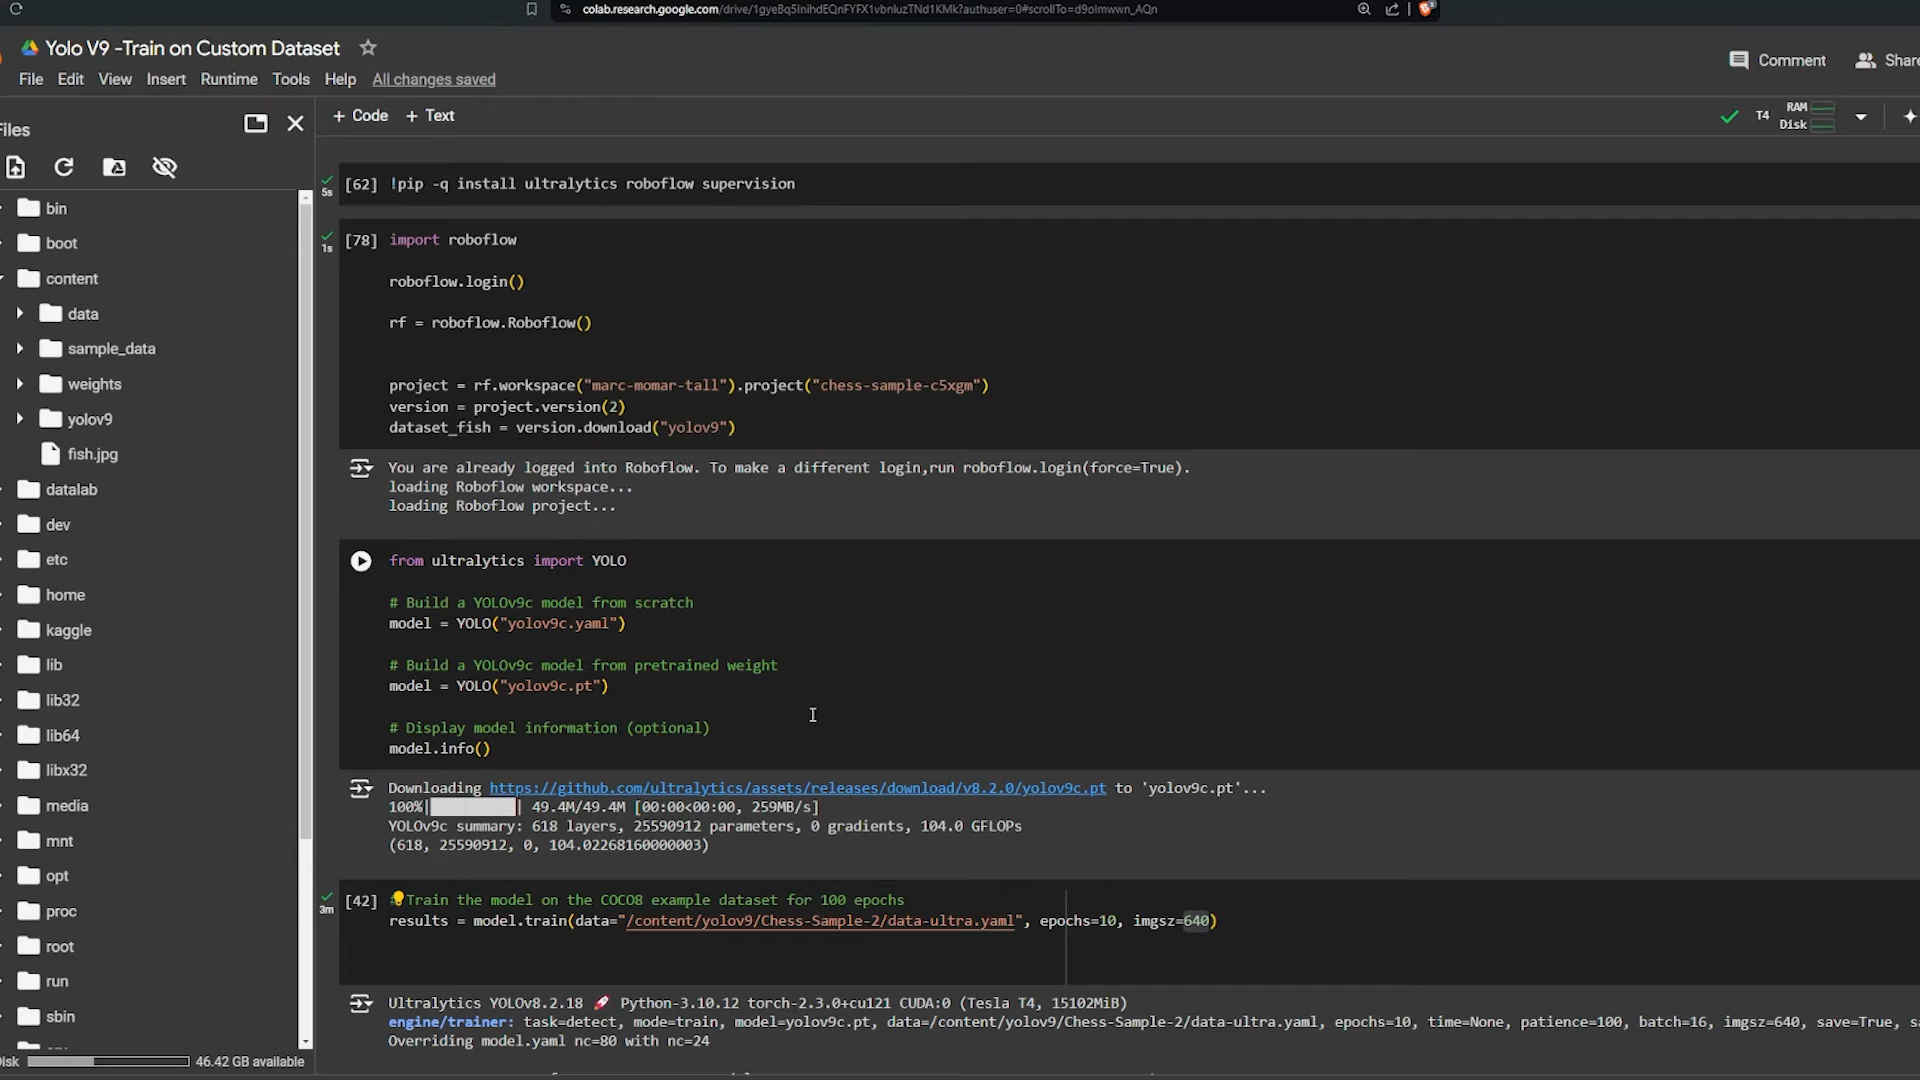 colab.research.google.com/drive/1gyeBq5InihdEQnFYFX1vbnluzTNd1KMk?authuser=0#scrollTo=d9oImwwn_AQn
Yolo V9 -Train on Custom Dataset
File Edit View Insert Runtime Tools Help All changes saved
Comment
Share
Files
+ Code + Text
T4
RAM
Disk
bin
boot
content
data
sample_data
weights
yolov9
fish.jpg
datalab
dev
etc
home
kaggle
lib
lib32
lib64
libx32
media
mnt
opt
proc
root
run
sbin
Disk 46.42 GB available
5s
[62] !pip -q install ultralytics roboflow supervision
1s
[78] import roboflow
roboflow.login()
rf = roboflow.Roboflow()
project = rf.workspace("marc-momar-tall").project("chess-sample-c5xgm")
version = project.version(2)
dataset_fish = version.download("yolov9")
You are already logged into Roboflow. To make a different login,run roboflow.login(force=True).
loading Roboflow workspace...
loading Roboflow project...
from ultralytics import YOLO
# Build a YOLOv9c model from scratch
model = YOLO("yolov9c.yaml")
# Build a YOLOv9c model from pretrained weight
model = YOLO("yolov9c.pt")
# Display model information (optional)
model.info()
Downloading https://github.com/ultralytics/assets/releases/download/v8.2.0/yolov9c.pt to 'yolov9c.pt'...
100%|██████████| 49.4M/49.4M [00:00<00:00, 259MB/s]
YOLOv9c summary: 618 layers, 25590912 parameters, 0 gradients, 104.0 GFLOPs
(618, 25590912, 0, 104.02268160000003)
3m
[42] # Train the model on the COCO8 example dataset for 100 epochs
results = model.train(data="/content/yolov9/Chess-Sample-2/data-ultra.yaml", epochs=10, imgsz=640)
Ultralytics YOLOv8.2.18 🚀 Python-3.10.12 torch-2.3.0+cu121 CUDA:0 (Tesla T4, 15102MiB)
engine/trainer: task=detect, mode=train, model=yolov9c.pt, data=/content/yolov9/Chess-Sample-2/data-ultra.yaml, epochs=10, time=None, patience=100, batch=16, imgsz=640, save=True,
Overriding model.yaml nc=80 with nc=24